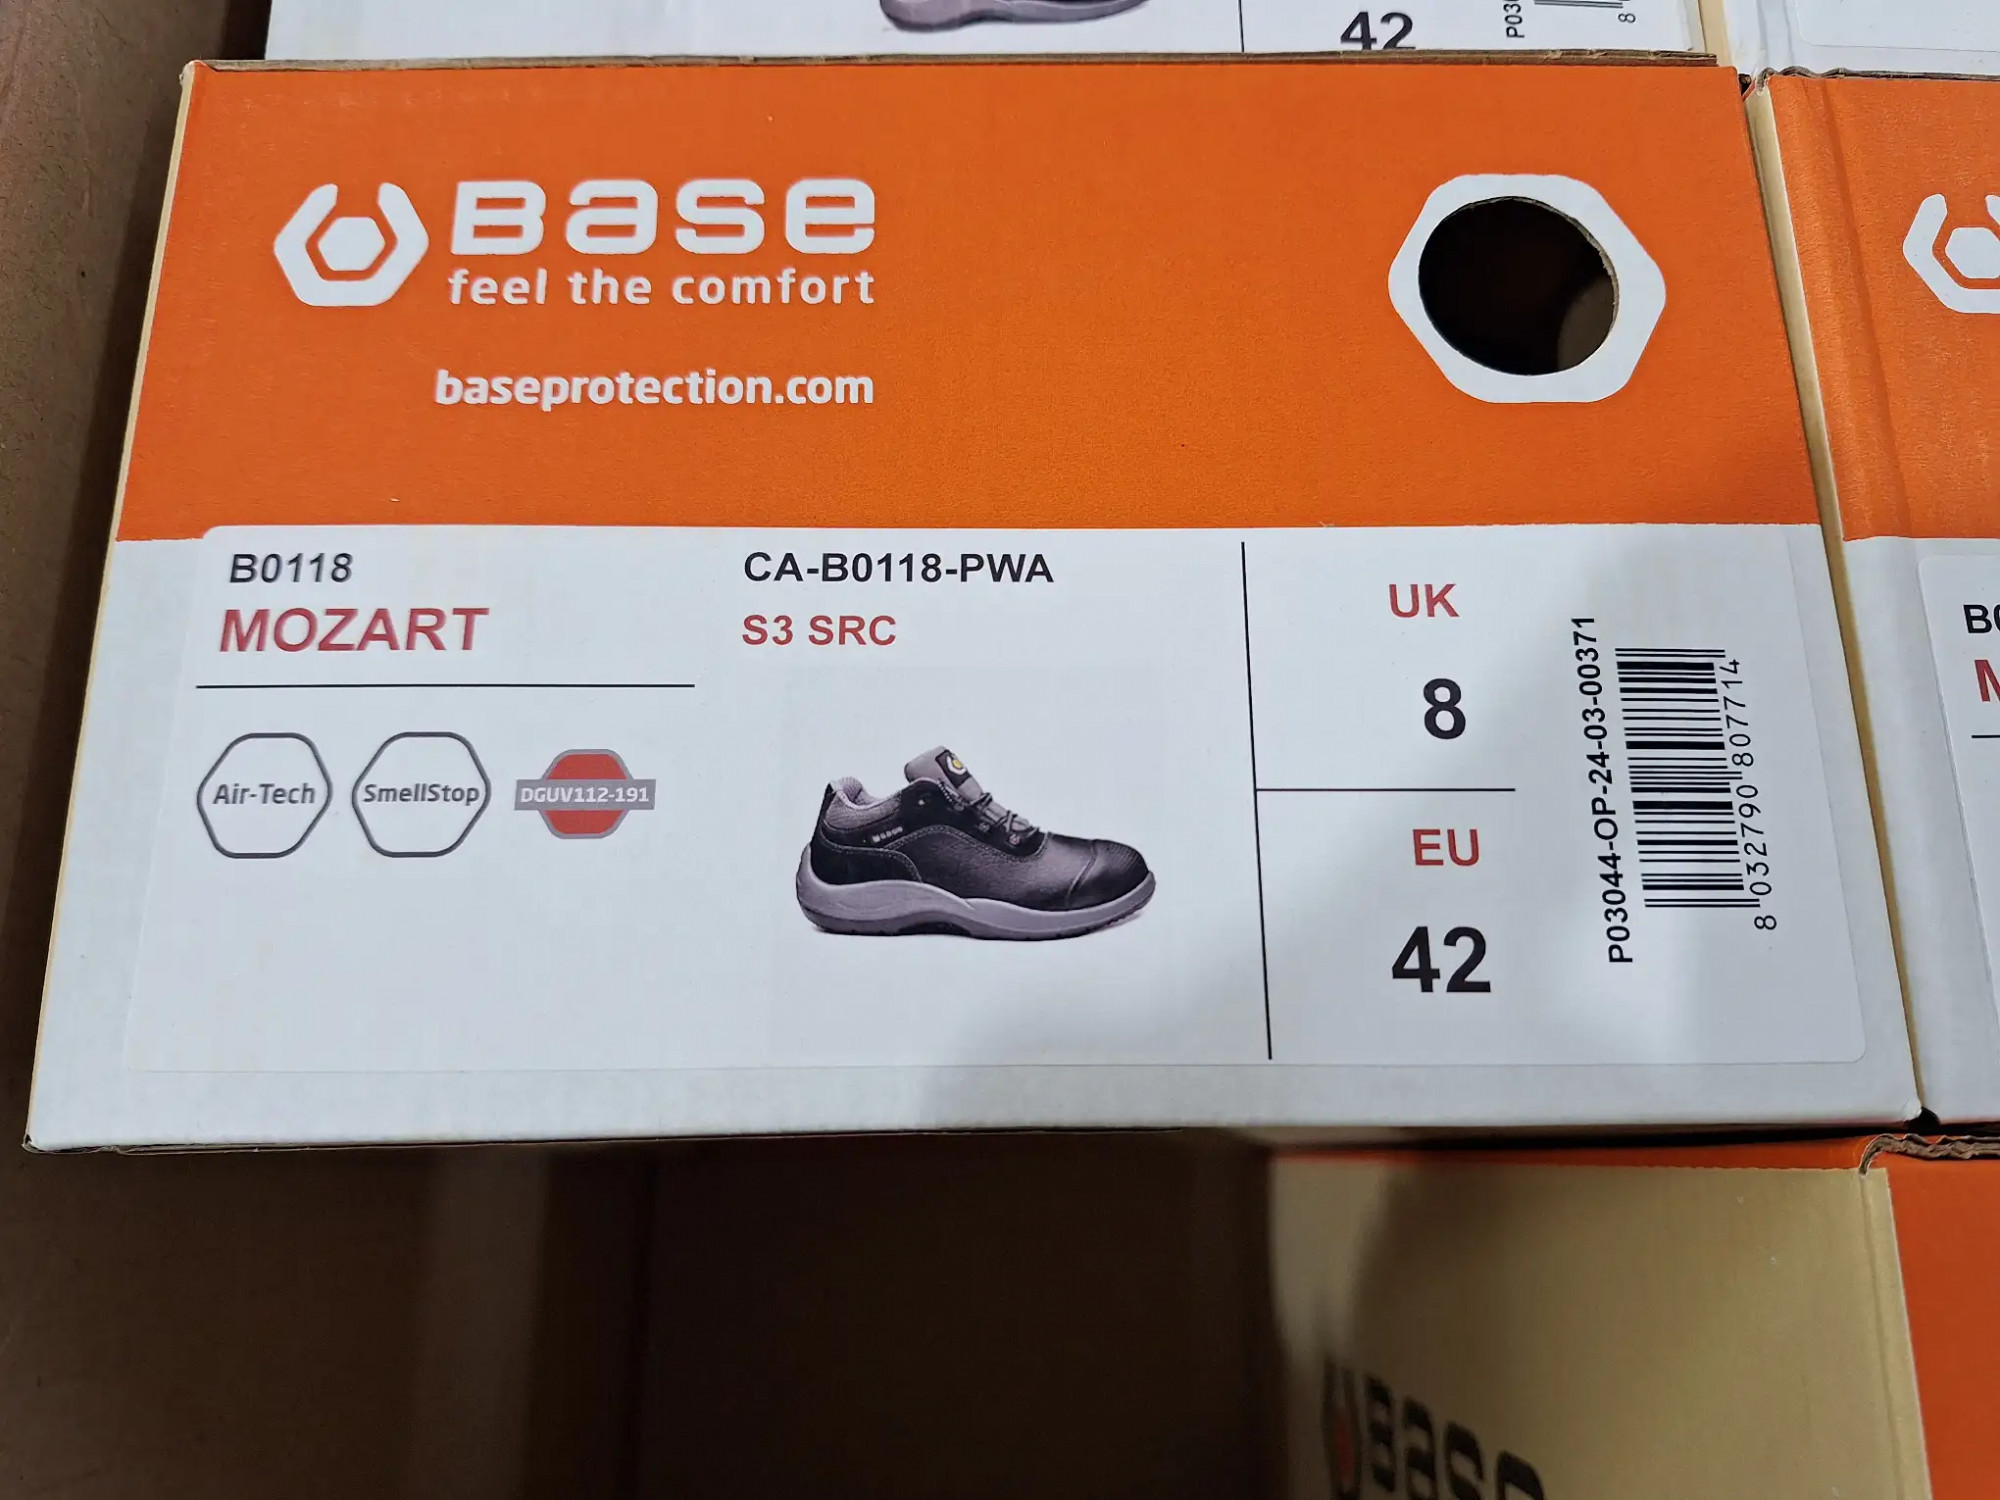 42
BASE
feel the comfort
baseprotection.com
B0118
MOZART
CA-B0118-PWA
S3 SRC
Air-Tech
SmellStop
DGUV112-191
UK
8
EU
42
P03044-OP-24-03-00371
8 032790 807714
BASE